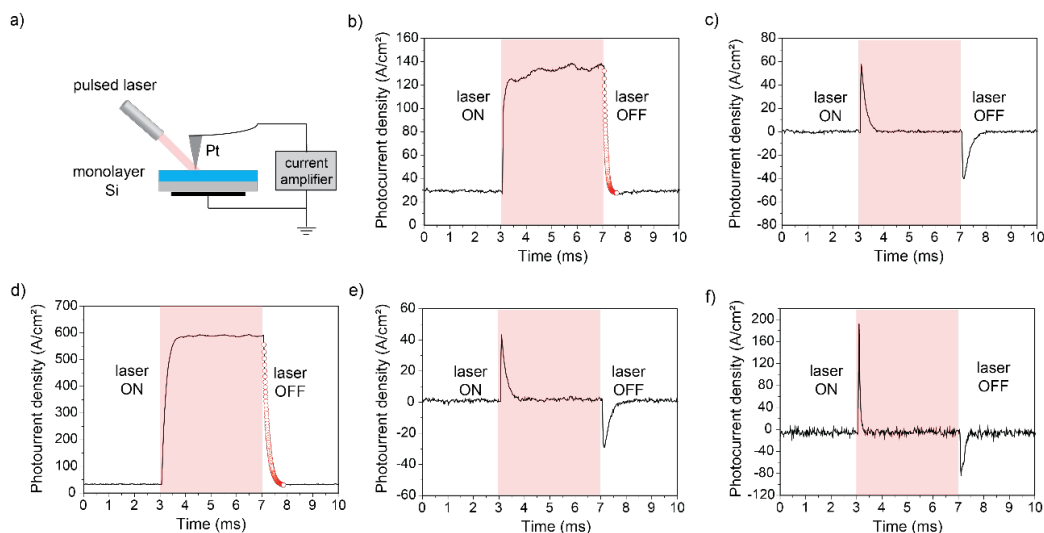 a)
pulsed laser
Pt
monolayer
Si
current
amplifier
b)
Photocurrent density (A/cm²)
160
140
120
100
80
60
40
20
0
laser
ON
laser
OFF
0 1 2 3 4 5 6 7 8 9 10
Time (ms)
c)
Photocurrent density (A/cm²)
80
60
40
20
0
-20
-40
-60
-80
laser
ON
laser
OFF
0 1 2 3 4 5 6 7 8 9 10
Time (ms)
d)
Photocurrent density (A/cm²)
700
600
500
400
300
200
100
0
laser
ON
laser
OFF
0 1 2 3 4 5 6 7 8 9 10
Time (ms)
e)
Photocurrent density (A/cm²)
60
40
20
0
-20
-40
-60
laser
ON
laser
OFF
0 1 2 3 4 5 6 7 8 9 10
Time (ms)
f)
Photocurrent density (A/cm²)
200
160
120
80
40
0
-40
-80
-120
laser
ON
laser
OFF
0 1 2 3 4 5 6 7 8 9 10
Time (ms)